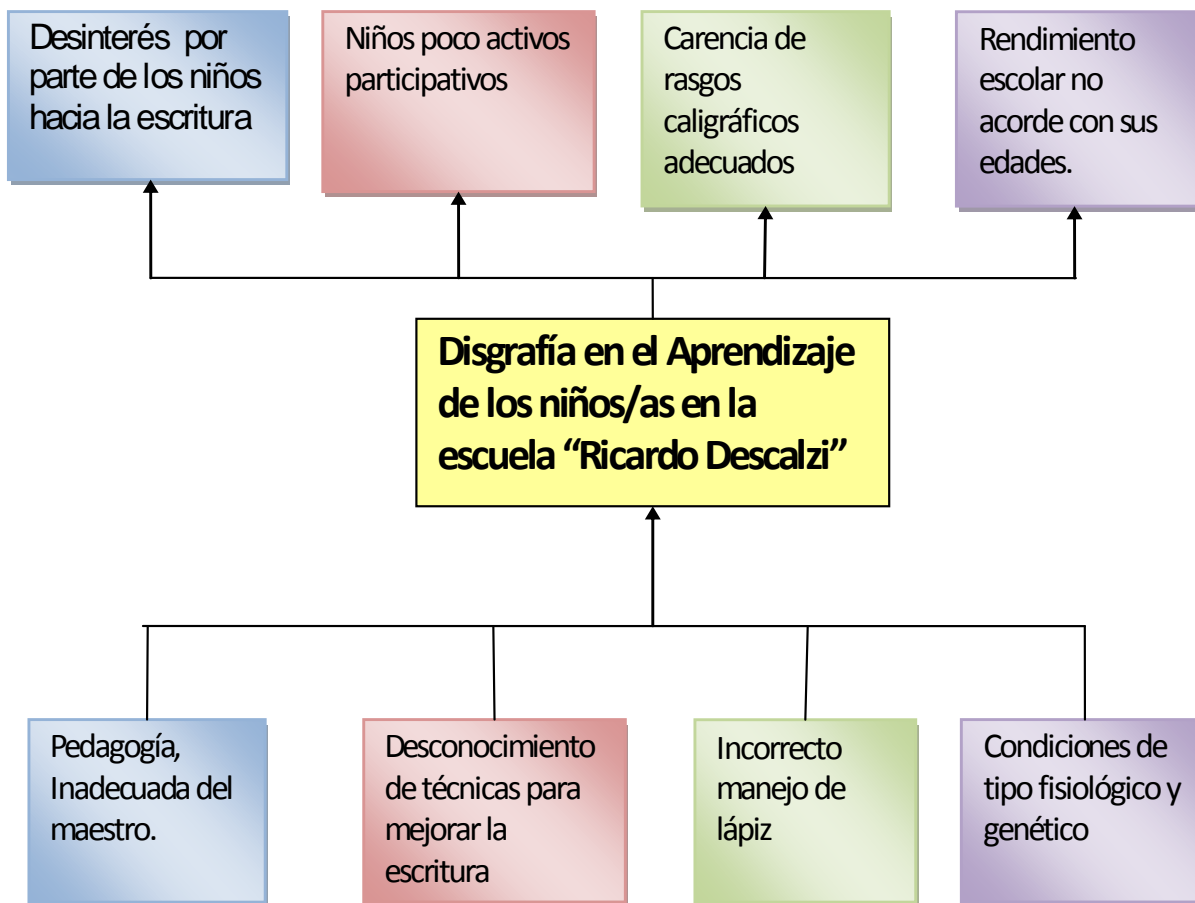 Desinterés por
parte de los niños
hacia la escritura
Niños poco activos
participativos
Carencia de
rasgos
caligráficos
adecuados
Rendimiento
escolar no
acorde con sus
edades.
Disgrafía en el Aprendizaje
de los niños/as en la
escuela “Ricardo Descalzi”
Pedagogía,
Inadecuada del
maestro.
Desconocimiento
de técnicas para
mejorar la
escritura
Incorrecto
manejo de
lápiz
Condiciones de
tipo fisiológico y
genético